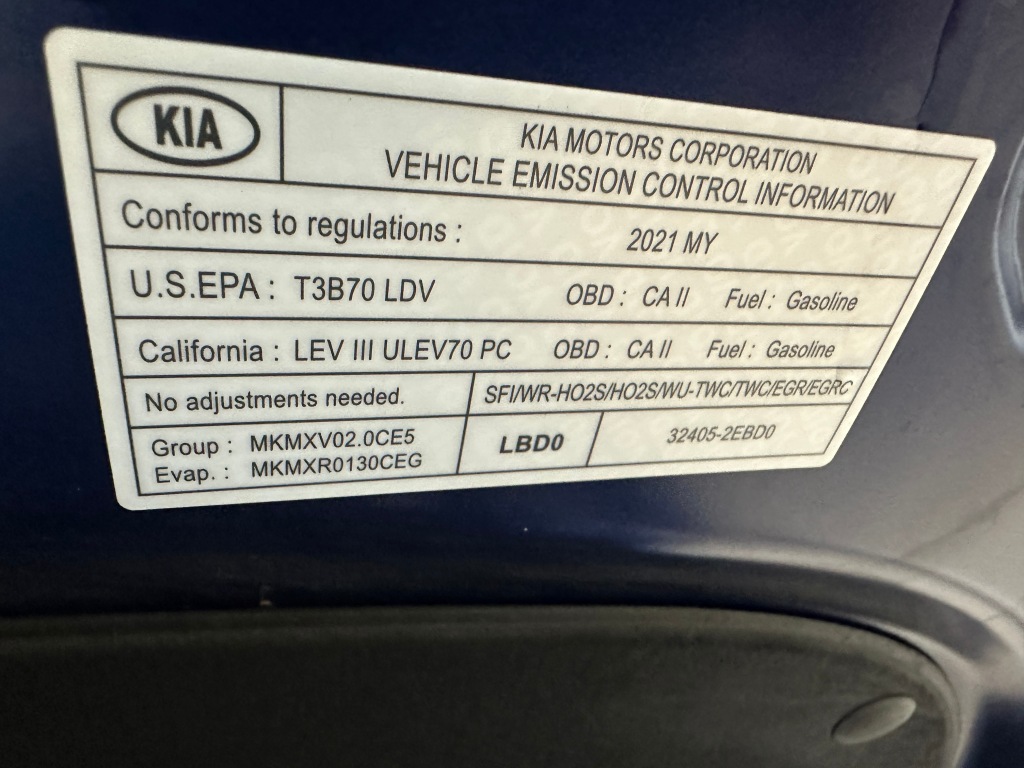 KIA
KIA MOTORS CORPORATION
VEHICLE EMISSION CONTROL INFORMATION
Conforms to regulations : 2021 MY
U.S.EPA : T3B70 LDV OBD : CA II Fuel : Gasoline
California : LEV III ULEV70 PC OBD : CA II Fuel : Gasoline
No adjustments needed. SFI/WR-HO2S/HO2S/WU-TWC/TWC/EGR/EGRC
Group : MKMXV02.0CE5 LBD0 32405-2EBD0
Evap. : MKMXR0130CEG